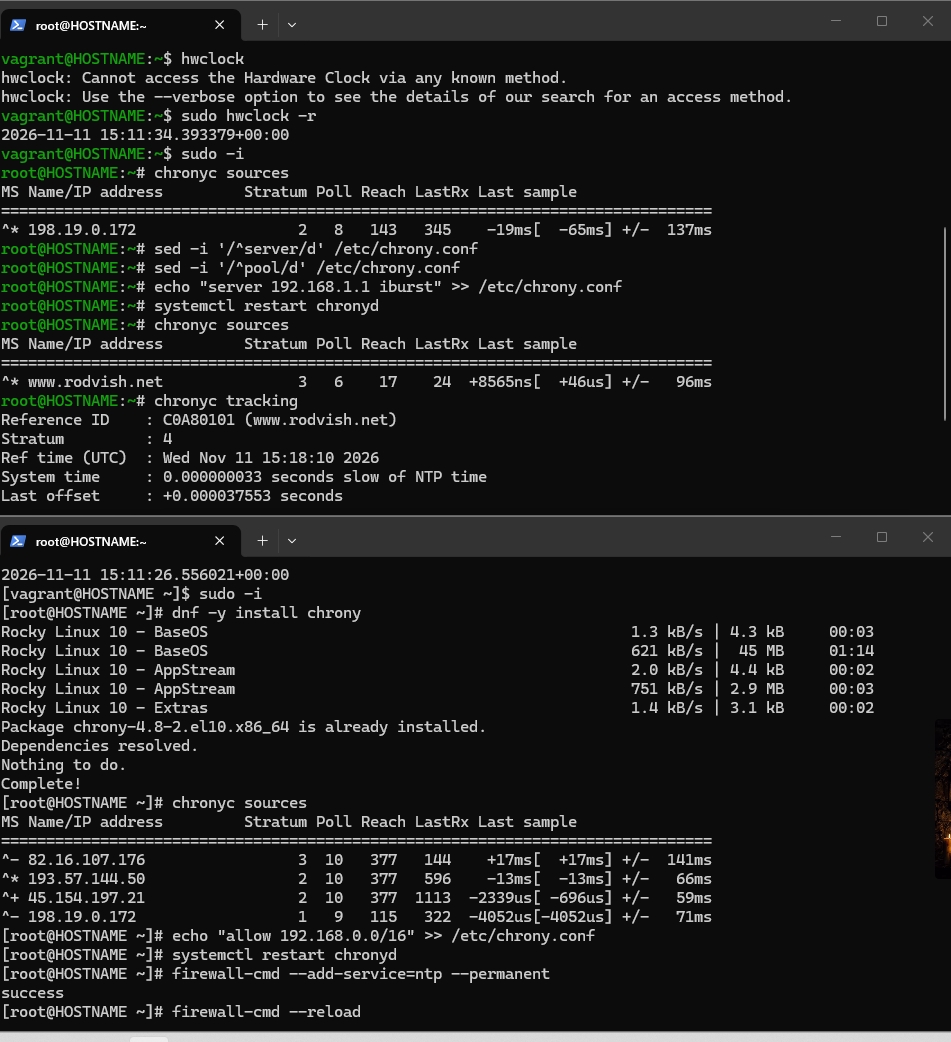 root@HOSTNAME:~
vagrant@HOSTNAME:~$ hwclock
hwclock: Cannot access the Hardware Clock via any known method.
hwclock: Use the --verbose option to see the details of our search for an access method.
vagrant@HOSTNAME:~$ sudo hwclock -r
2026-11-11 15:11:34.393379+00:00
vagrant@HOSTNAME:~$ sudo -i
root@HOSTNAME:~# chronyc sources
MS Name/IP address         Stratum Poll Reach LastRx Last sample
===============================================================================
^* 198.19.0.172                  2   8   143   345    -19ms[  -65ms] +/-  137ms
root@HOSTNAME:~# sed -i '/^server/d' /etc/chrony.conf
root@HOSTNAME:~# sed -i '/^pool/d' /etc/chrony.conf
root@HOSTNAME:~# echo "server 192.168.1.1 iburst" >> /etc/chrony.conf
root@HOSTNAME:~# systemctl restart chronyd
root@HOSTNAME:~# chronyc sources
MS Name/IP address         Stratum Poll Reach LastRx Last sample
===============================================================================
^* www.rodvish.net               3   6    17    24  +8565ns[  +46us] +/-   96ms
root@HOSTNAME:~# chronyc tracking
Reference ID    : C0A80101 (www.rodvish.net)
Stratum         : 4
Ref time (UTC)  : Wed Nov 11 15:18:10 2026
System time     : 0.000000033 seconds slow of NTP time
Last offset     : +0.000037553 seconds
root@HOSTNAME:~
2026-11-11 15:11:26.556021+00:00
[vagrant@HOSTNAME ~]$ sudo -i
[root@HOSTNAME ~]# dnf -y install chrony
Rocky Linux 10 - BaseOS                                               1.3 kB/s | 4.3 kB     00:03
Rocky Linux 10 - BaseOS                                               621 kB/s |  45 MB     01:14
Rocky Linux 10 - AppStream                                            2.0 kB/s | 4.4 kB     00:02
Rocky Linux 10 - AppStream                                            751 kB/s | 2.9 MB     00:03
Rocky Linux 10 - Extras                                               1.4 kB/s | 3.1 kB     00:02
Package chrony-4.8-2.el10.x86_64 is already installed.
Dependencies resolved.
Nothing to do.
Complete!
[root@HOSTNAME ~]# chronyc sources
MS Name/IP address         Stratum Poll Reach LastRx Last sample
===============================================================================
^- 82.16.107.176                 3  10   377   144    +17ms[  +17ms] +/-  141ms
^* 193.57.144.50                 2  10   377   596    -13ms[  -13ms] +/-   66ms
^+ 45.154.197.21                 2  10   377  1113  -2339us[ -696us] +/-   59ms
^- 198.19.0.172                  1   9   115   322  -4052us[-4052us] +/-   71ms
[root@HOSTNAME ~]# echo "allow 192.168.0.0/16" >> /etc/chrony.conf
[root@HOSTNAME ~]# systemctl restart chronyd
[root@HOSTNAME ~]# firewall-cmd --add-service=ntp --permanent
success
[root@HOSTNAME ~]# firewall-cmd --reload